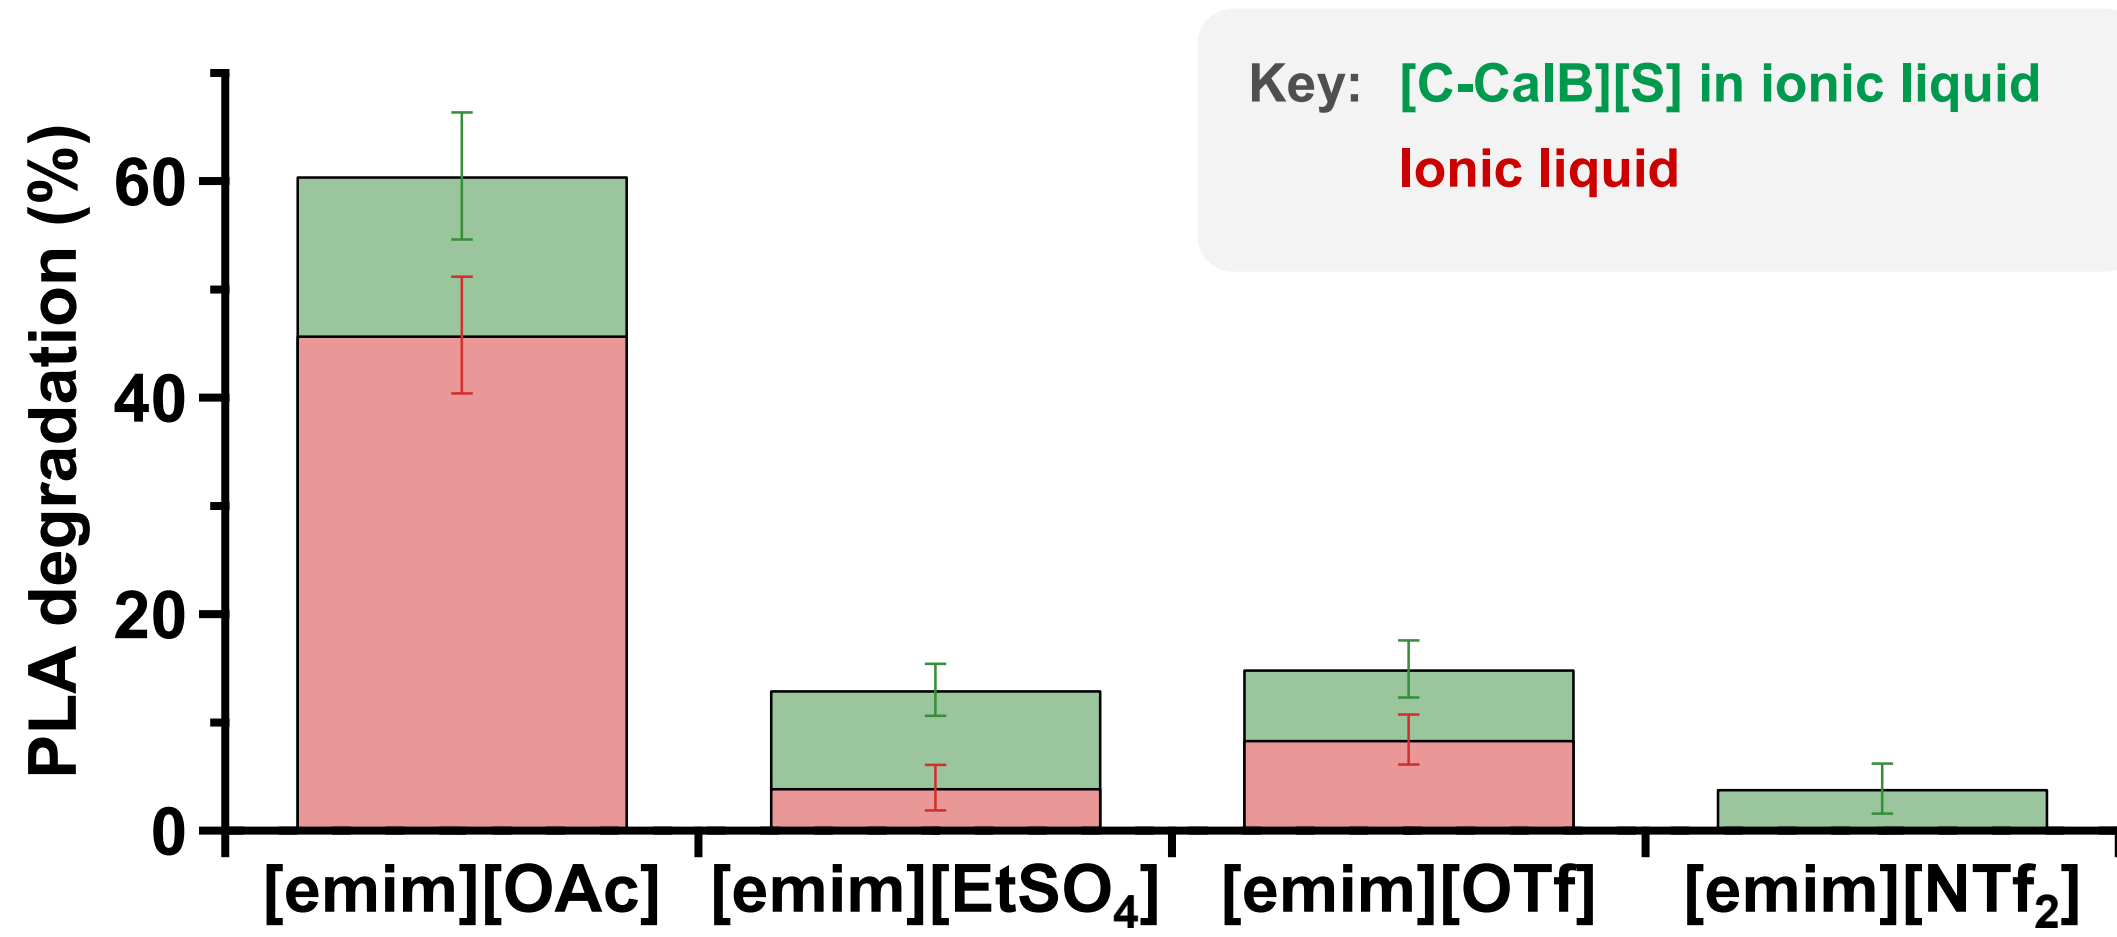 Key: [C-CalB][S] in ionic liquid
Ionic liquid
PLA degradation (%)
60
40
20
0
[emim][OAc] [emim][EtSO₄] [emim][OTf] [emim][NTf₂]